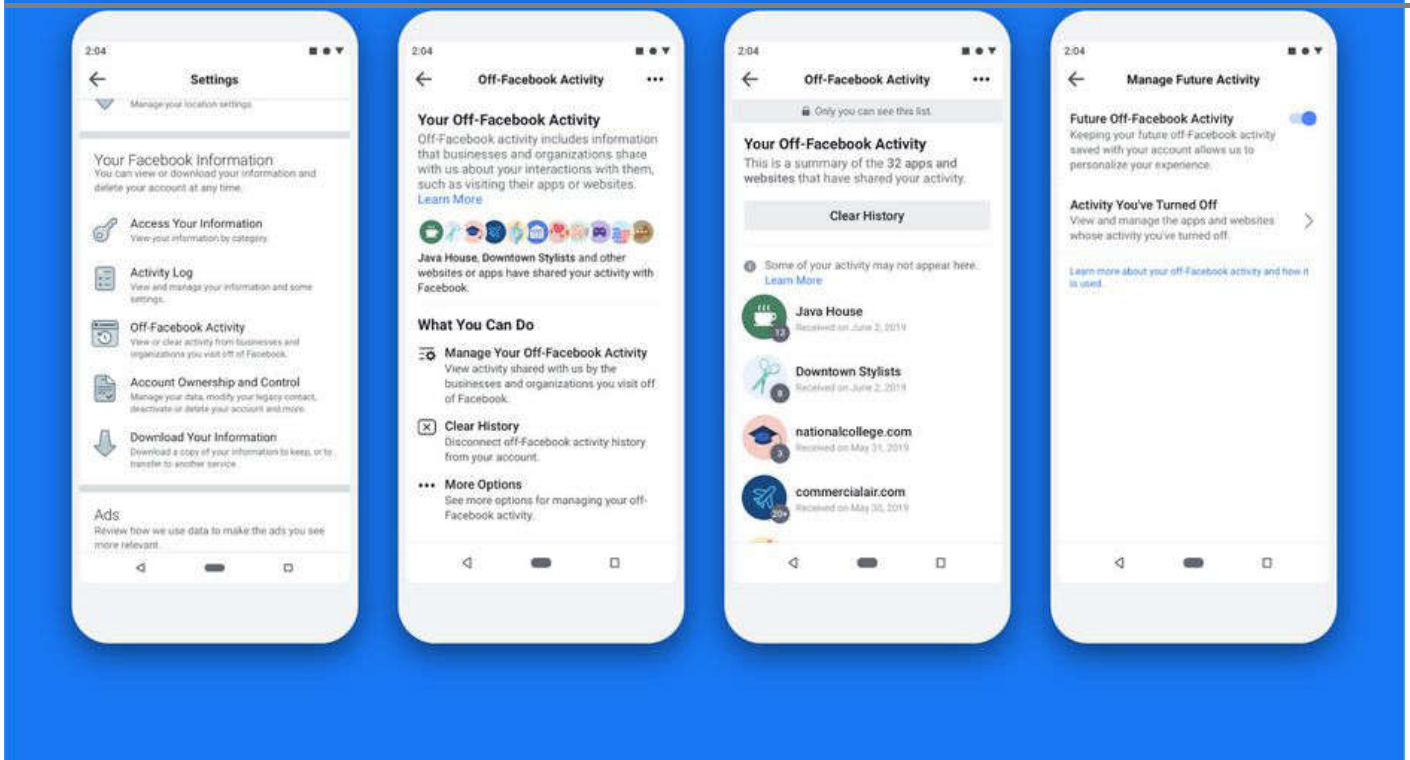 2:04
Settings
Manage your location settings.
Your Facebook Information
You can view or download your information and
delete your account at any time.
Access Your Information
View your information by category.
Activity Log
View and manage your information and some
settings.
Off-Facebook Activity
View or clear activity from businesses and
organizations you visit off of Facebook.
Account Ownership and Control
Manage your data, modify your legacy contact,
deactivate or delete your account and more.
Download Your Information
Download a copy of your information to keep, or to
transfer to another service.
Ads
Review how we use data to make the ads you see
more relevant.
2:04
Off-Facebook Activity
Your Off-Facebook Activity
Off-Facebook activity includes information
that businesses and organizations share
with us about your interactions with them,
such as visiting their apps or websites.
Learn More
Java House, Downtown Stylists and other
websites or apps have shared your activity with
Facebook.
What You Can Do
Manage Your Off-Facebook Activity
View activity shared with us by the
businesses and organizations you visit off
of Facebook.
Clear History
Disconnect off-Facebook activity history
from your account.
More Options
See more options for managing your off-
Facebook activity.
2:04
Off-Facebook Activity
Only you can see this list.
Your Off-Facebook Activity
This is a summary of the 32 apps and
websites that have shared your activity.
Clear History
Some of your activity may not appear here.
Learn More
Java House
12
Received on June 2, 2019
Downtown Stylists
8
Received on June 2, 2019
nationalcollege.com
3
Received on May 31, 2019
commercialair.com
20+
Received on May 30, 2019
2:04
Manage Future Activity
Future Off-Facebook Activity
Keeping your future off-Facebook activity
saved with your account allows us to
personalize your experience.
Activity You've Turned Off
View and manage the apps and websites
whose activity you've turned off.
Learn more about your off-Facebook activity and how it
is used.